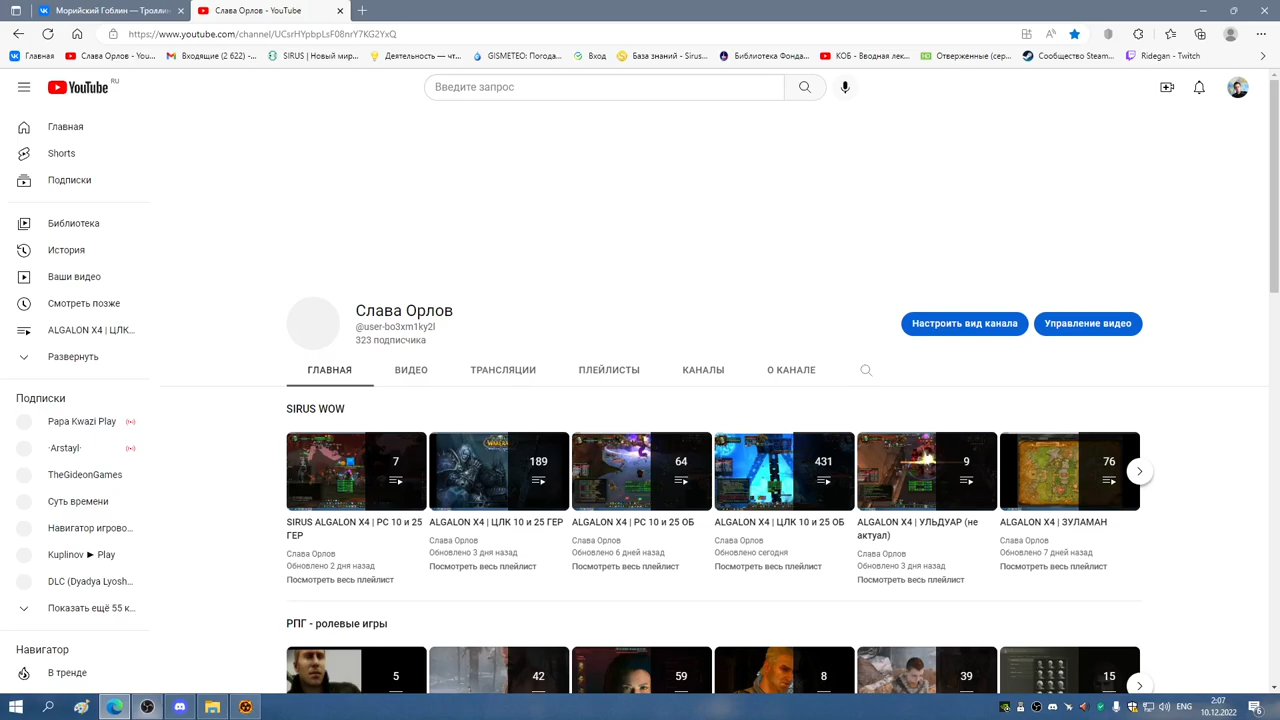 Морийский Гоблин — Троллин
Слава Орлов - YouTube
https://www.youtube.com/channel/UCsrHYpbpLsF08nrY7KG2YxQ
Главная
Слава Орлов - You...
Входящие (2 622) -...
SIRUS | Новый мир...
Деятельность — чт...
GISMETEO: Погода...
Вход
База знаний - Sirus...
Библиотека Фонда...
КОБ - Вводная лек...
Отверженные (сер...
Сообщество Steam...
Ridegan - Twitch
YouTube RU
Введите запрос
Главная
Shorts
Подписки
Библиотека
История
Ваши видео
Смотреть позже
ALGALON X4 | ЦЛК...
Развернуть
Подписки
Papa Kwazi Play
·Arstayl·
TheGideonGames
Суть времени
Навигатор игрово...
Kuplinov ► Play
DLC (Dyadya Lyosh...
Показать ещё 55 к...
Навигатор
В тренде
Слава Орлов
@user-bo3xm1ky2l
323 подписчика
Настроить вид канала
Управление видео
ГЛАВНАЯ
ВИДЕО
ТРАНСЛЯЦИИ
ПЛЕЙЛИСТЫ
КАНАЛЫ
О КАНАЛЕ
SIRUS WOW
7
189
64
431
9
76
SIRUS ALGALON X4 | РС 10 и 25 ГЕР
Слава Орлов
Обновлено 2 дня назад
Посмотреть весь плейлист
ALGALON X4 | ЦЛК 10 и 25 ГЕР
Слава Орлов
Обновлено 3 дня назад
Посмотреть весь плейлист
ALGALON X4 | РС 10 и 25 ОБ
Слава Орлов
Обновлено 6 дней назад
Посмотреть весь плейлист
ALGALON X4 | ЦЛК 10 и 25 ОБ
Слава Орлов
Обновлено сегодня
Посмотреть весь плейлист
ALGALON X4 | УЛЬДУАР (не актуал)
Слава Орлов
Обновлено 3 дня назад
Посмотреть весь плейлист
ALGALON X4 | ЗУЛАМАН
Слава Орлов
Обновлено 7 дней назад
Посмотреть весь плейлист
РПГ - ролевые игры
5
42
59
8
39
15
ENG
2:07
10.12.2022
6